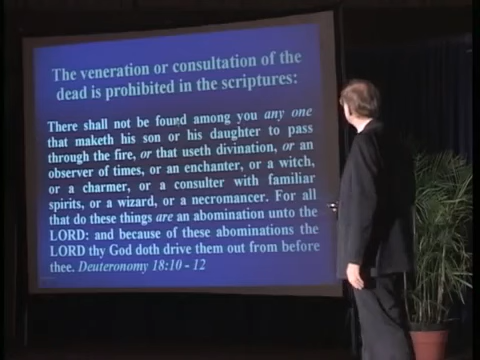 The veneration or consultation of the
dead is prohibited in the scriptures:
There shall not be found among you any one
that maketh his son or his daughter to pass
through the fire, or that useth divination, or an
observer of times, or an enchanter, or a witch,
or a charmer, or a consulter with familiar
spirits, or a wizard, or a necromancer. For all
that do these things are an abomination unto the
LORD: and because of these abominations the
LORD thy God doth drive them out from before
thee. Deuteronomy 18:10 - 12